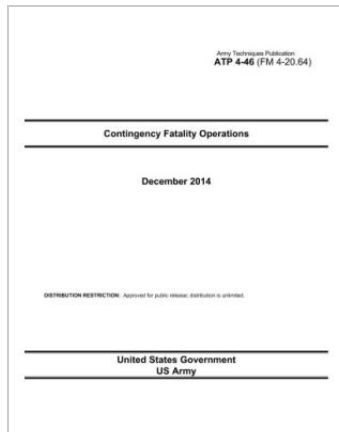 Army Techniques Publication
ATP 4-46 (FM 4-20.64)
Contingency Fatality Operations
December 2014
DISTRIBUTION RESTRICTION: Approved for public release; distribution is unlimited.
United States Government
US Army